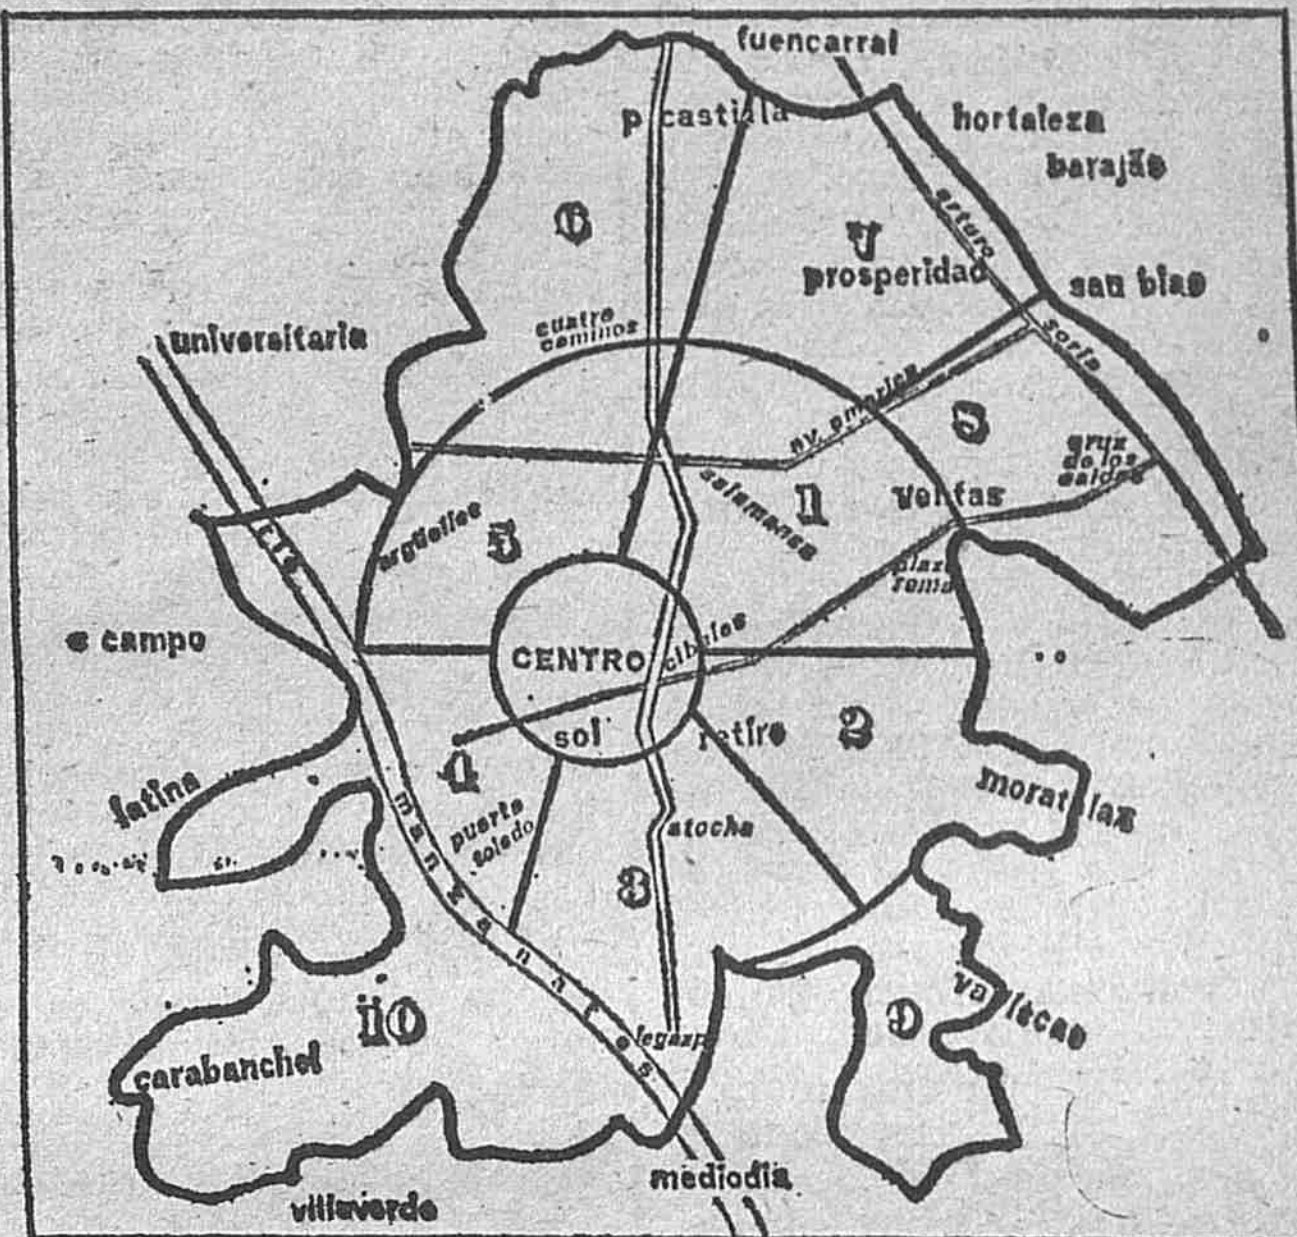 fuencarral
p castilla
hortaleza
barajas
6
7
arturo
prosperidad
san blas
cuatro
caminos
universitaria
soria
av. america
8
cruz
de los
caidos
salamanca
1
ventas
arguelles
5
rio
plaza
roma
c campo
CENTRO
cibeles
sol
retiro
2
4
latina
moratalaz
puerta
toledo
atocha
manzanares
3
vallecas
9
10
legazpi
carabanchel
mediodia
villaverde